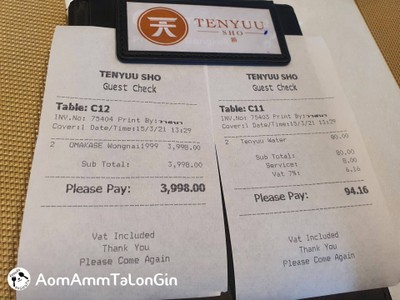 天
TENYUU
SHO
TENYUU SHO
Guest Check
Table: C12
INV.No: 75404 Print By:
Cover:1 Date/Time:15/3/21 13:29
2 OMAKASE Wongnai1999 3,998.00
Sub Total: 3,998.00
Please Pay: 3,998.00
Vat Included
Thank You
Please Come Again
TENYUU SHO
Guest Check
Table: C11
INV.No: 75403 Print By:
Cover:1 Date/Time:15/3/21 13:29
2 Tenyuu Water 80.00
Sub Total: 80.00
Service: 8.00
Vat 7%: 6.16
Please Pay: 94.16
Vat Included
Thank You
Please Come Again
AomAmmTaLonGin